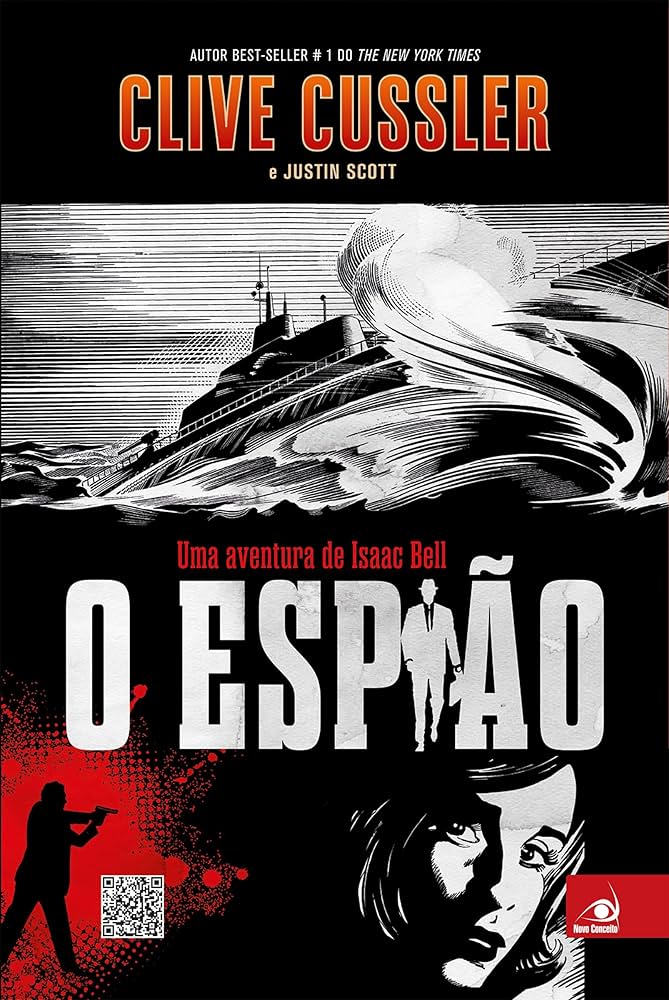 AUTOR BEST-SELLER # 1 DO THE NEW YORK TIMES
CLIVE CUSSLER
e JUSTIN SCOTT
Uma aventura de Isaac Bell
O ESPIÃO
Novo Conceito